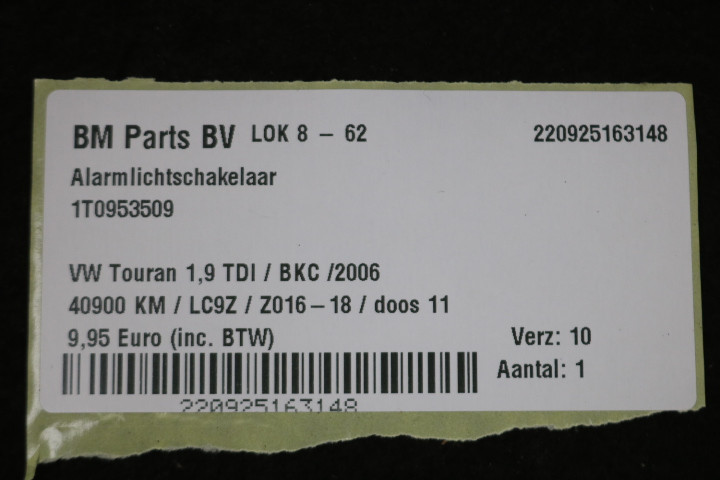 BM Parts BV LOK 8 - 62 220925163148
Alarmlichtschakelaar
1T0953509
VW Touran 1,9 TDI / BKC /2006
40900 KM / LC9Z / Z016-18 / doos 11
9,95 Euro (inc. BTW) Verz: 10
Aantal: 1
220925163148